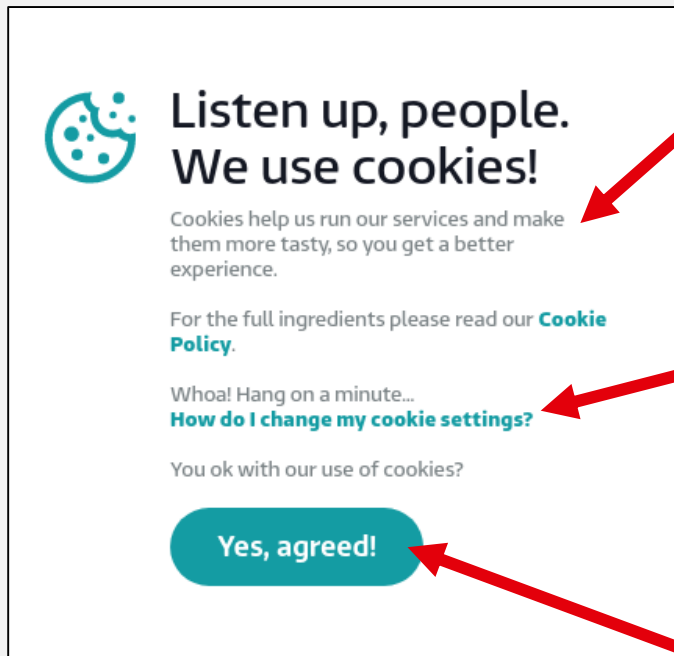 Listen up, people.
We use cookies!
Cookies help us run our services and make
them more tasty, so you get a better
experience.
For the full ingredients please read our Cookie
Policy.
Whoa! Hang on a minute...
How do I change my cookie settings?
You ok with our use of cookies?
Yes, agreed!